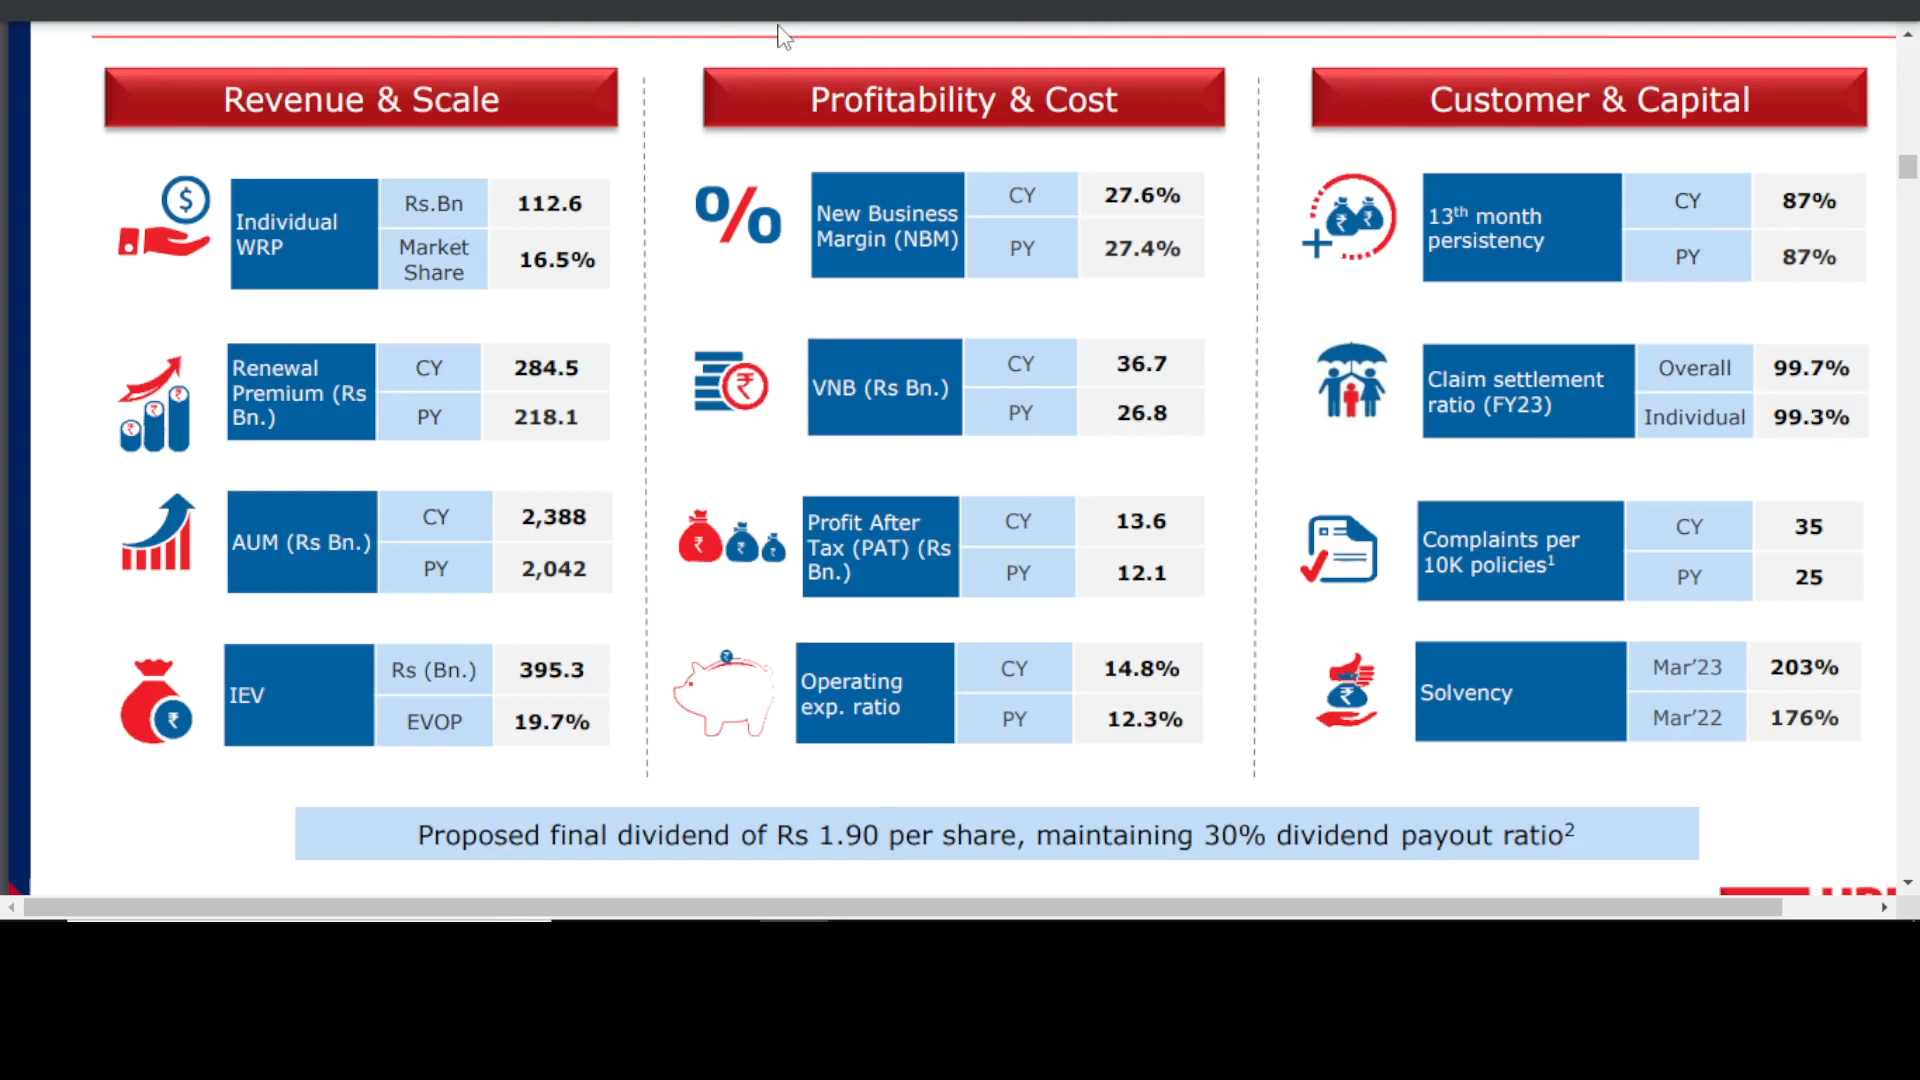 Revenue & Scale
Individual
WRP
Rs.Bn
112.6
Market
Share
16.5%
Renewal
Premium (Rs
Bn.)
CY
284.5
PY
218.1
AUM (Rs Bn.)
CY
2,388
PY
2,042
IEV
Rs (Bn.)
395.3
EVOP
19.7%
Profitability & Cost
New Business
Margin (NBM)
CY
27.6%
PY
27.4%
VNB (Rs Bn.)
CY
36.7
PY
26.8
Profit After
Tax (PAT) (Rs
Bn.)
CY
13.6
PY
12.1
Operating
exp. ratio
CY
14.8%
PY
12.3%
Customer & Capital
13th month
persistency
CY
87%
PY
87%
Claim settlement
ratio (FY23)
Overall
99.7%
Individual
99.3%
Complaints per
10K policies¹
CY
35
PY
25
Solvency
Mar’23
203%
Mar’22
176%
Proposed final dividend of Rs 1.90 per share, maintaining 30% dividend payout ratio²